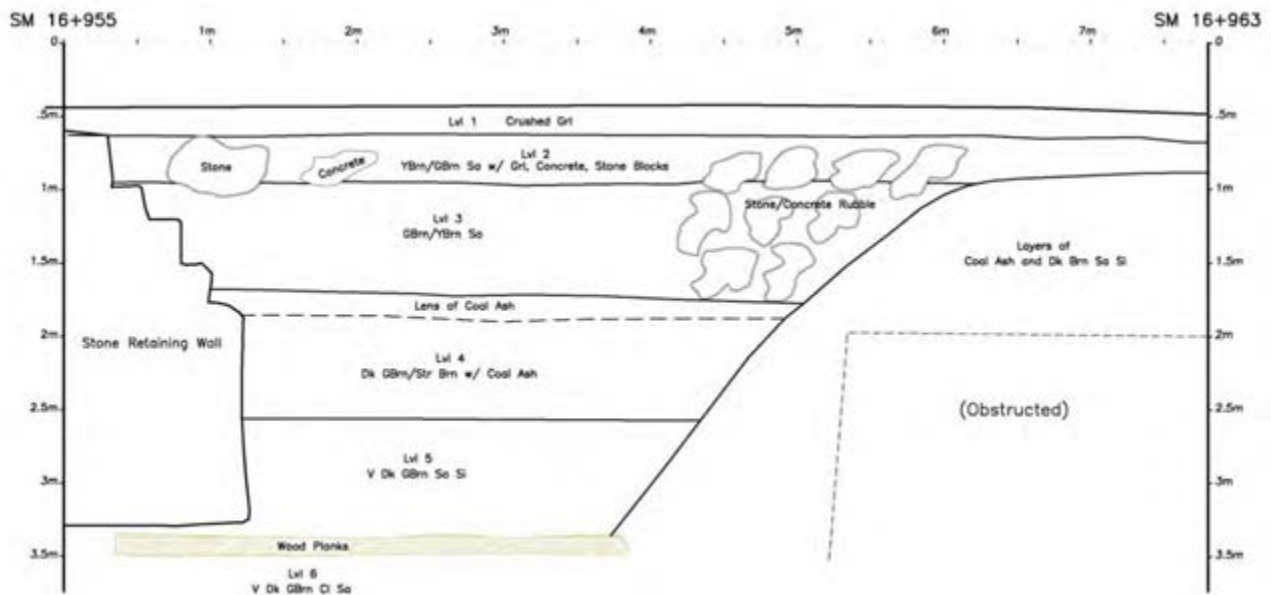 SM 16+955
SM 16+963
1m
2m
3m
4m
5m
6m
7m
0
0
.5m
.5m
Lvl 1 Crushed Grl
Lvl 2
YBrn/GBrn Sa w/ Grl, Concrete, Stone Blocks
Stone
Concrete
1m
1m
Stone/Concrete Rubble
Lvl 3
GBrn/YBrn Sa
Layers of
Coal Ash and Dk Brn Sa Si
1.5m
1.5m
Lens of Coal Ash
2m
2m
Stone Retaining Wall
Lvl 4
Dk GBrn/Str Brn w/ Coal Ash
(Obstructed)
2.5m
2.5m
Lvl 5
V Dk GBrn Sa Si
3m
3m
Wood Planks
3.5m
3.5m
Lvl 6
V Dk GBrn Cl Sa